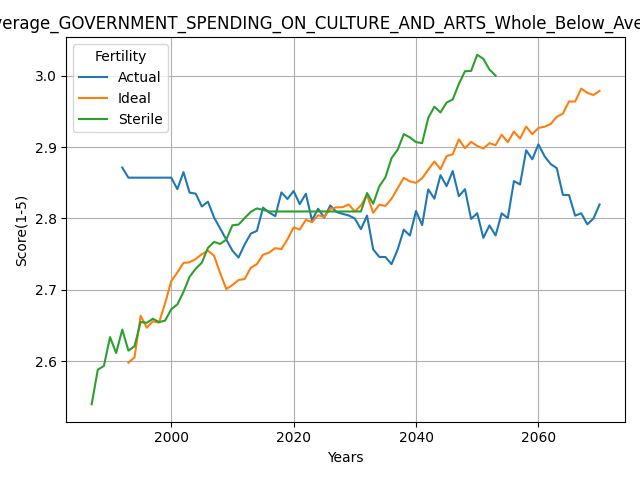 verage_GOVERNMENT_SPENDING_ON_CULTURE_AND_ARTS_Whole_Below_Ave
Fertility
Actual
Ideal
Sterile
3.0
2.9
2.8
2.7
2.6
Score(1-5)
2000 2020 2040 2060
Years